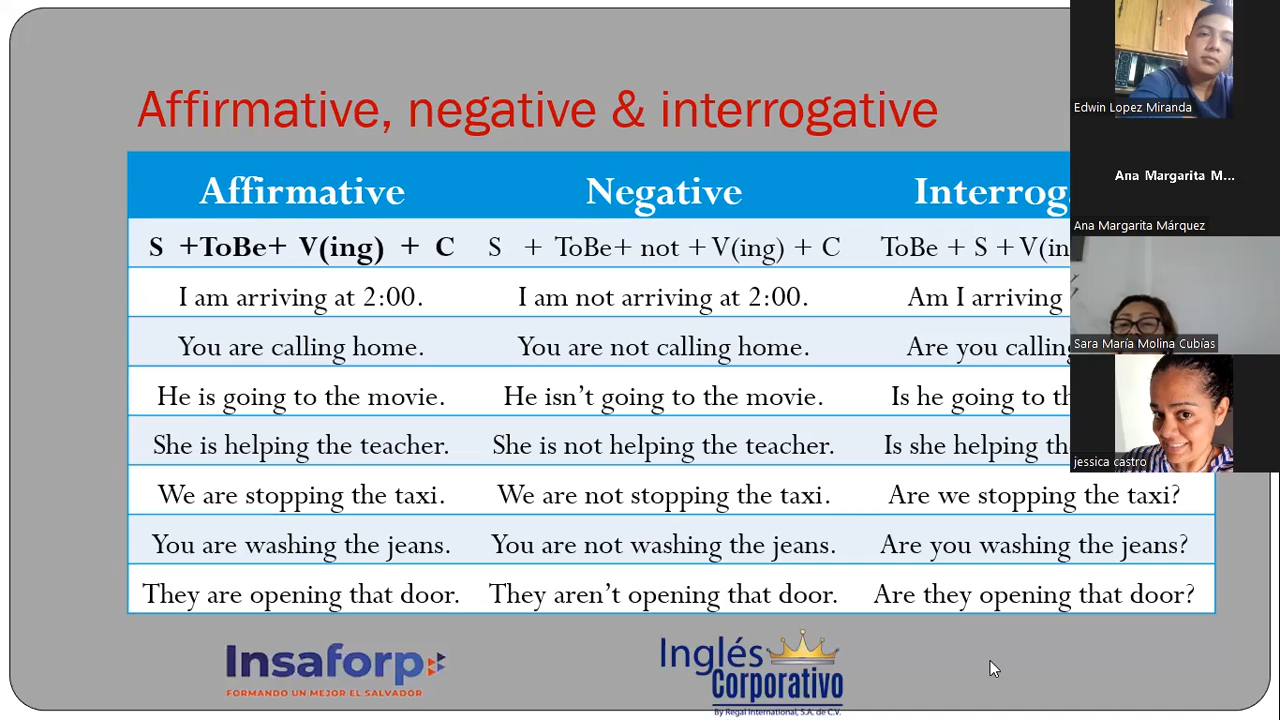 Affirmative, negative & interrogative
Affirmative Negative Interrog
S +ToBe+ V(ing) + C S + ToBe+ not + V(ing) + C ToBe + S + V(in
I am arriving at 2:00. I am not arriving at 2:00. Am I arriving
You are calling home. You are not calling home. Are you calling
He is going to the movie. He isn't going to the movie. Is he going to th
She is helping the teacher. She is not helping the teacher. Is she helping th
We are stopping the taxi. We are not stopping the taxi. Are we stopping the taxi?
You are washing the jeans. You are not washing the jeans. Are you washing the jeans?
They are opening that door. They aren't opening that door. Are they opening that door?
Insaforp
FORMANDO UN MEJOR EL SALVADOR
Inglés
Corporativo
By Regal International, S.A. de C.V.
Edwin Lopez Miranda
Ana Margarita M...
Ana Margarita Márquez
Sara María Molina Cubías
jessica castro